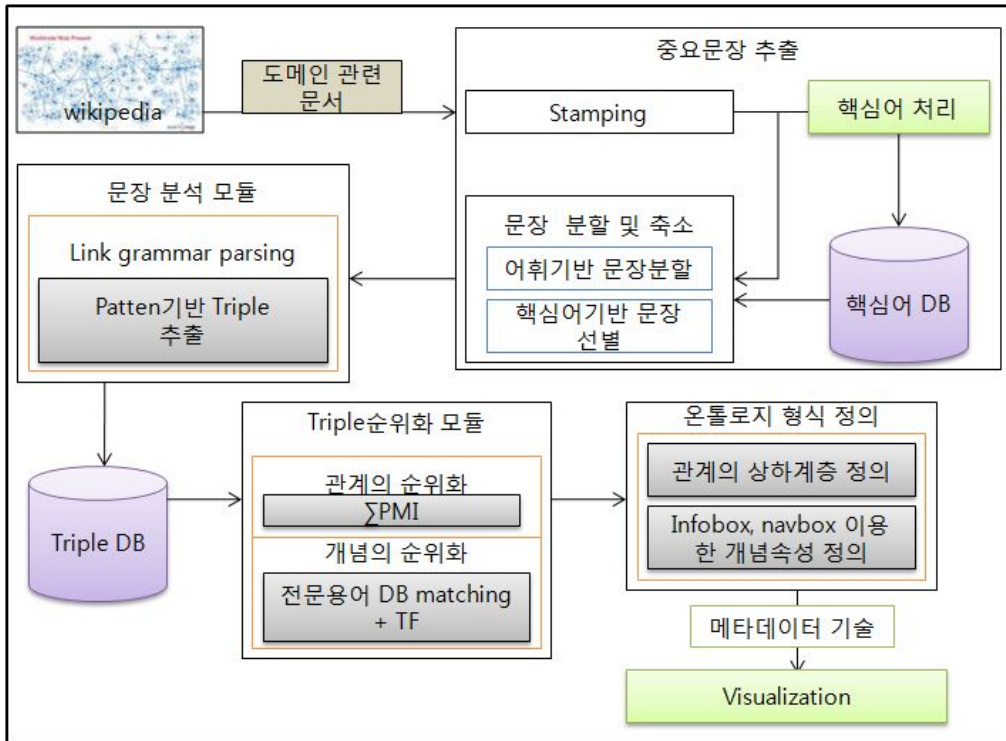 wikipedia
도메인 관련
문서
중요문장 추출
Stamping
핵심어 처리
문장 분할 및 축소
어휘기반 문장분할
핵심어기반 문장
선별
핵심어 DB
문장 분석 모듈
Link grammar parsing
Patten기반 Triple
추출
Triple DB
Triple순위화 모듈
관계의 순위화
∑PMI
개념의 순위화
전문용어 DB matching
+ TF
온톨로지 형식 정의
관계의 상하계층 정의
Infobox, navbox 이용
한 개념속성 정의
메타데이터 기술
Visualization